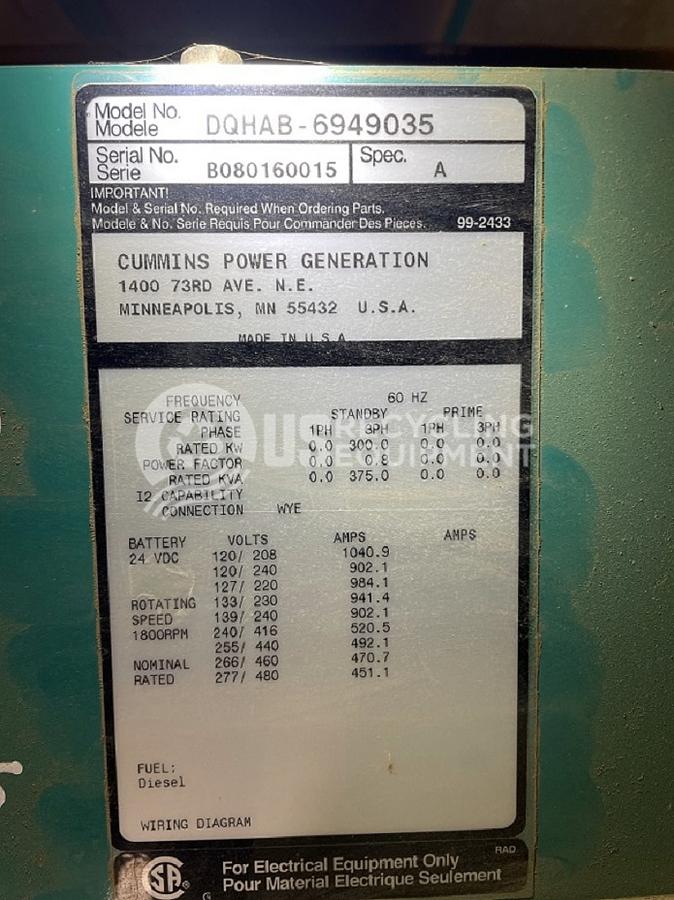 Model No. DQHAB-6949035
Modele
Serial No. B080160015 Spec. A
Serie
IMPORTANT!
Model & Serial No. Required When Ordering Parts.
Modele & No. Serie Requis Pour Commander Des Pieces. 99-2433
CUMMINS POWER GENERATION
1400 73RD AVE. N.E.
MINNEAPOLIS, MN 55432 U.S.A.
MADE IN U.S.A.
FREQUENCY 60 HZ
SERVICE RATING STANDBY PRIME
PHASE 1PH 3PH 1PH 3PH
RATED KW 0.0 300.0 0.0 0.0
POWER FACTOR 0.0 0.8 0.0 0.0
RATED KVA 0.0 375.0 0.0 0.0
I2 CAPABILITY
CONNECTION WYE
US RECYCLING
EQUIPMENT
BATTERY VOLTS AMPS AMPS
24 VDC 120/ 208 1040.9
120/ 240 902.1
127/ 220 984.1
ROTATING 133/ 230 941.4
SPEED 139/ 240 902.1
1800RPM 240/ 416 520.5
255/ 440 492.1
NOMINAL 266/ 460 470.7
RATED 277/ 480 451.1
FUEL:
Diesel
WIRING DIAGRAM
RAD
SA For Electrical Equipment Only
Pour Material Electrique Seulement